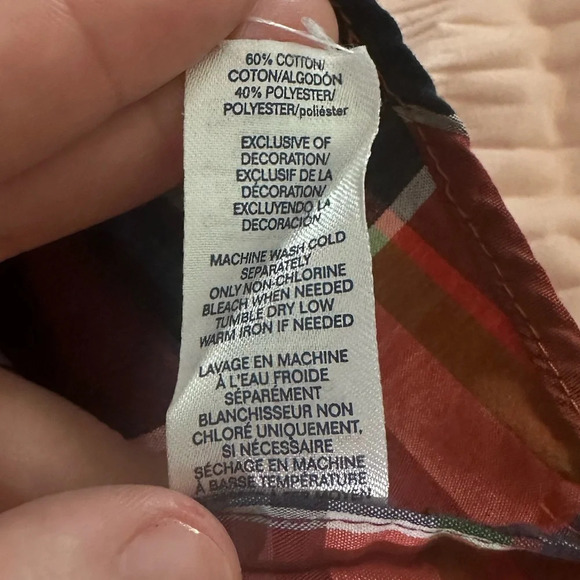 60% COTTON/
COTON/ALGODÓN
40% POLYESTER/
POLYESTER/poliéster
EXCLUSIVE OF
DECORATION/
EXCLUSIF DE LA
DÉCORATION/
EXCLUYENDO LA
DECORACIÓN
MACHINE WASH COLD
SEPARATELY
ONLY NON-CHLORINE
BLEACH WHEN NEEDED
TUMBLE DRY LOW
WARM IRON IF NEEDED
LAVAGE EN MACHINE
À L'EAU FROIDE
SÉPARÉMENT
BLANCHISSEUR NON
CHLORÉ UNIQUEMENT,
SI NÉCESSAIRE
SÉCHAGE EN MACHINE
À BASSE TEMPÉRATURE